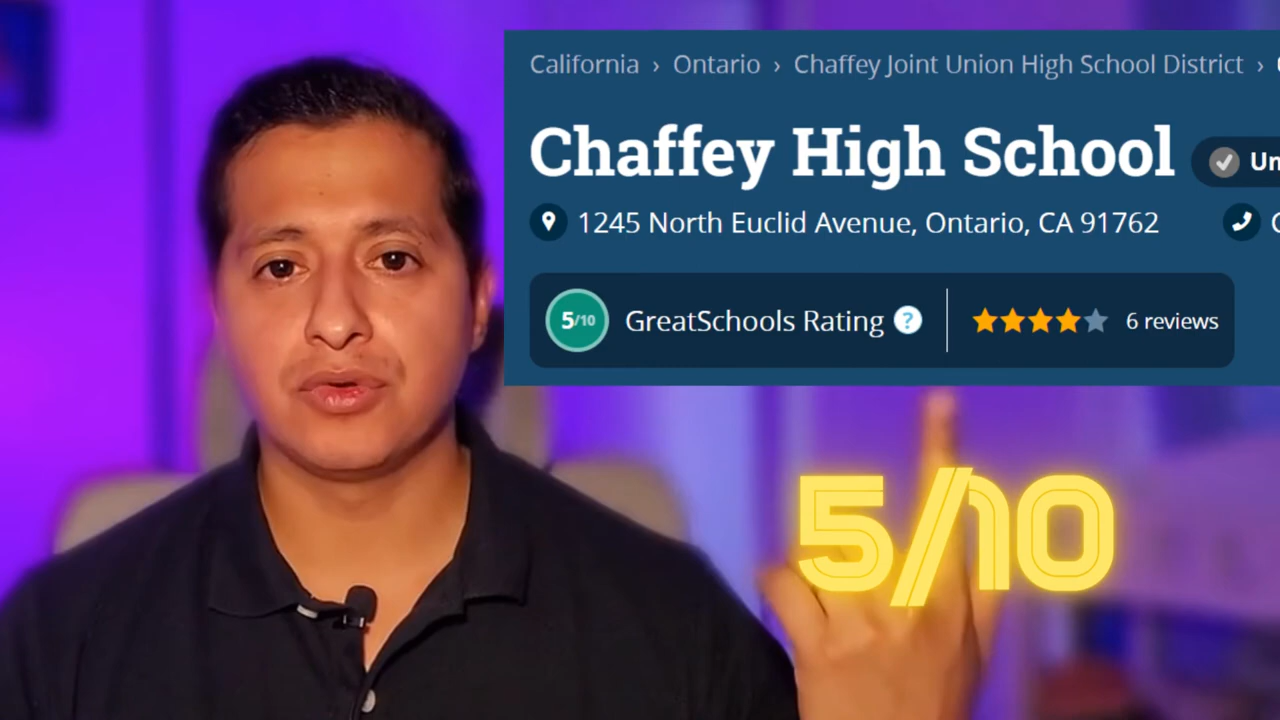 California › Ontario › Chaffey Joint Union High School District ›
Chaffey High School
1245 North Euclid Avenue, Ontario, CA 91762
5/10 GreatSchools Rating ? 6 reviews
5/10